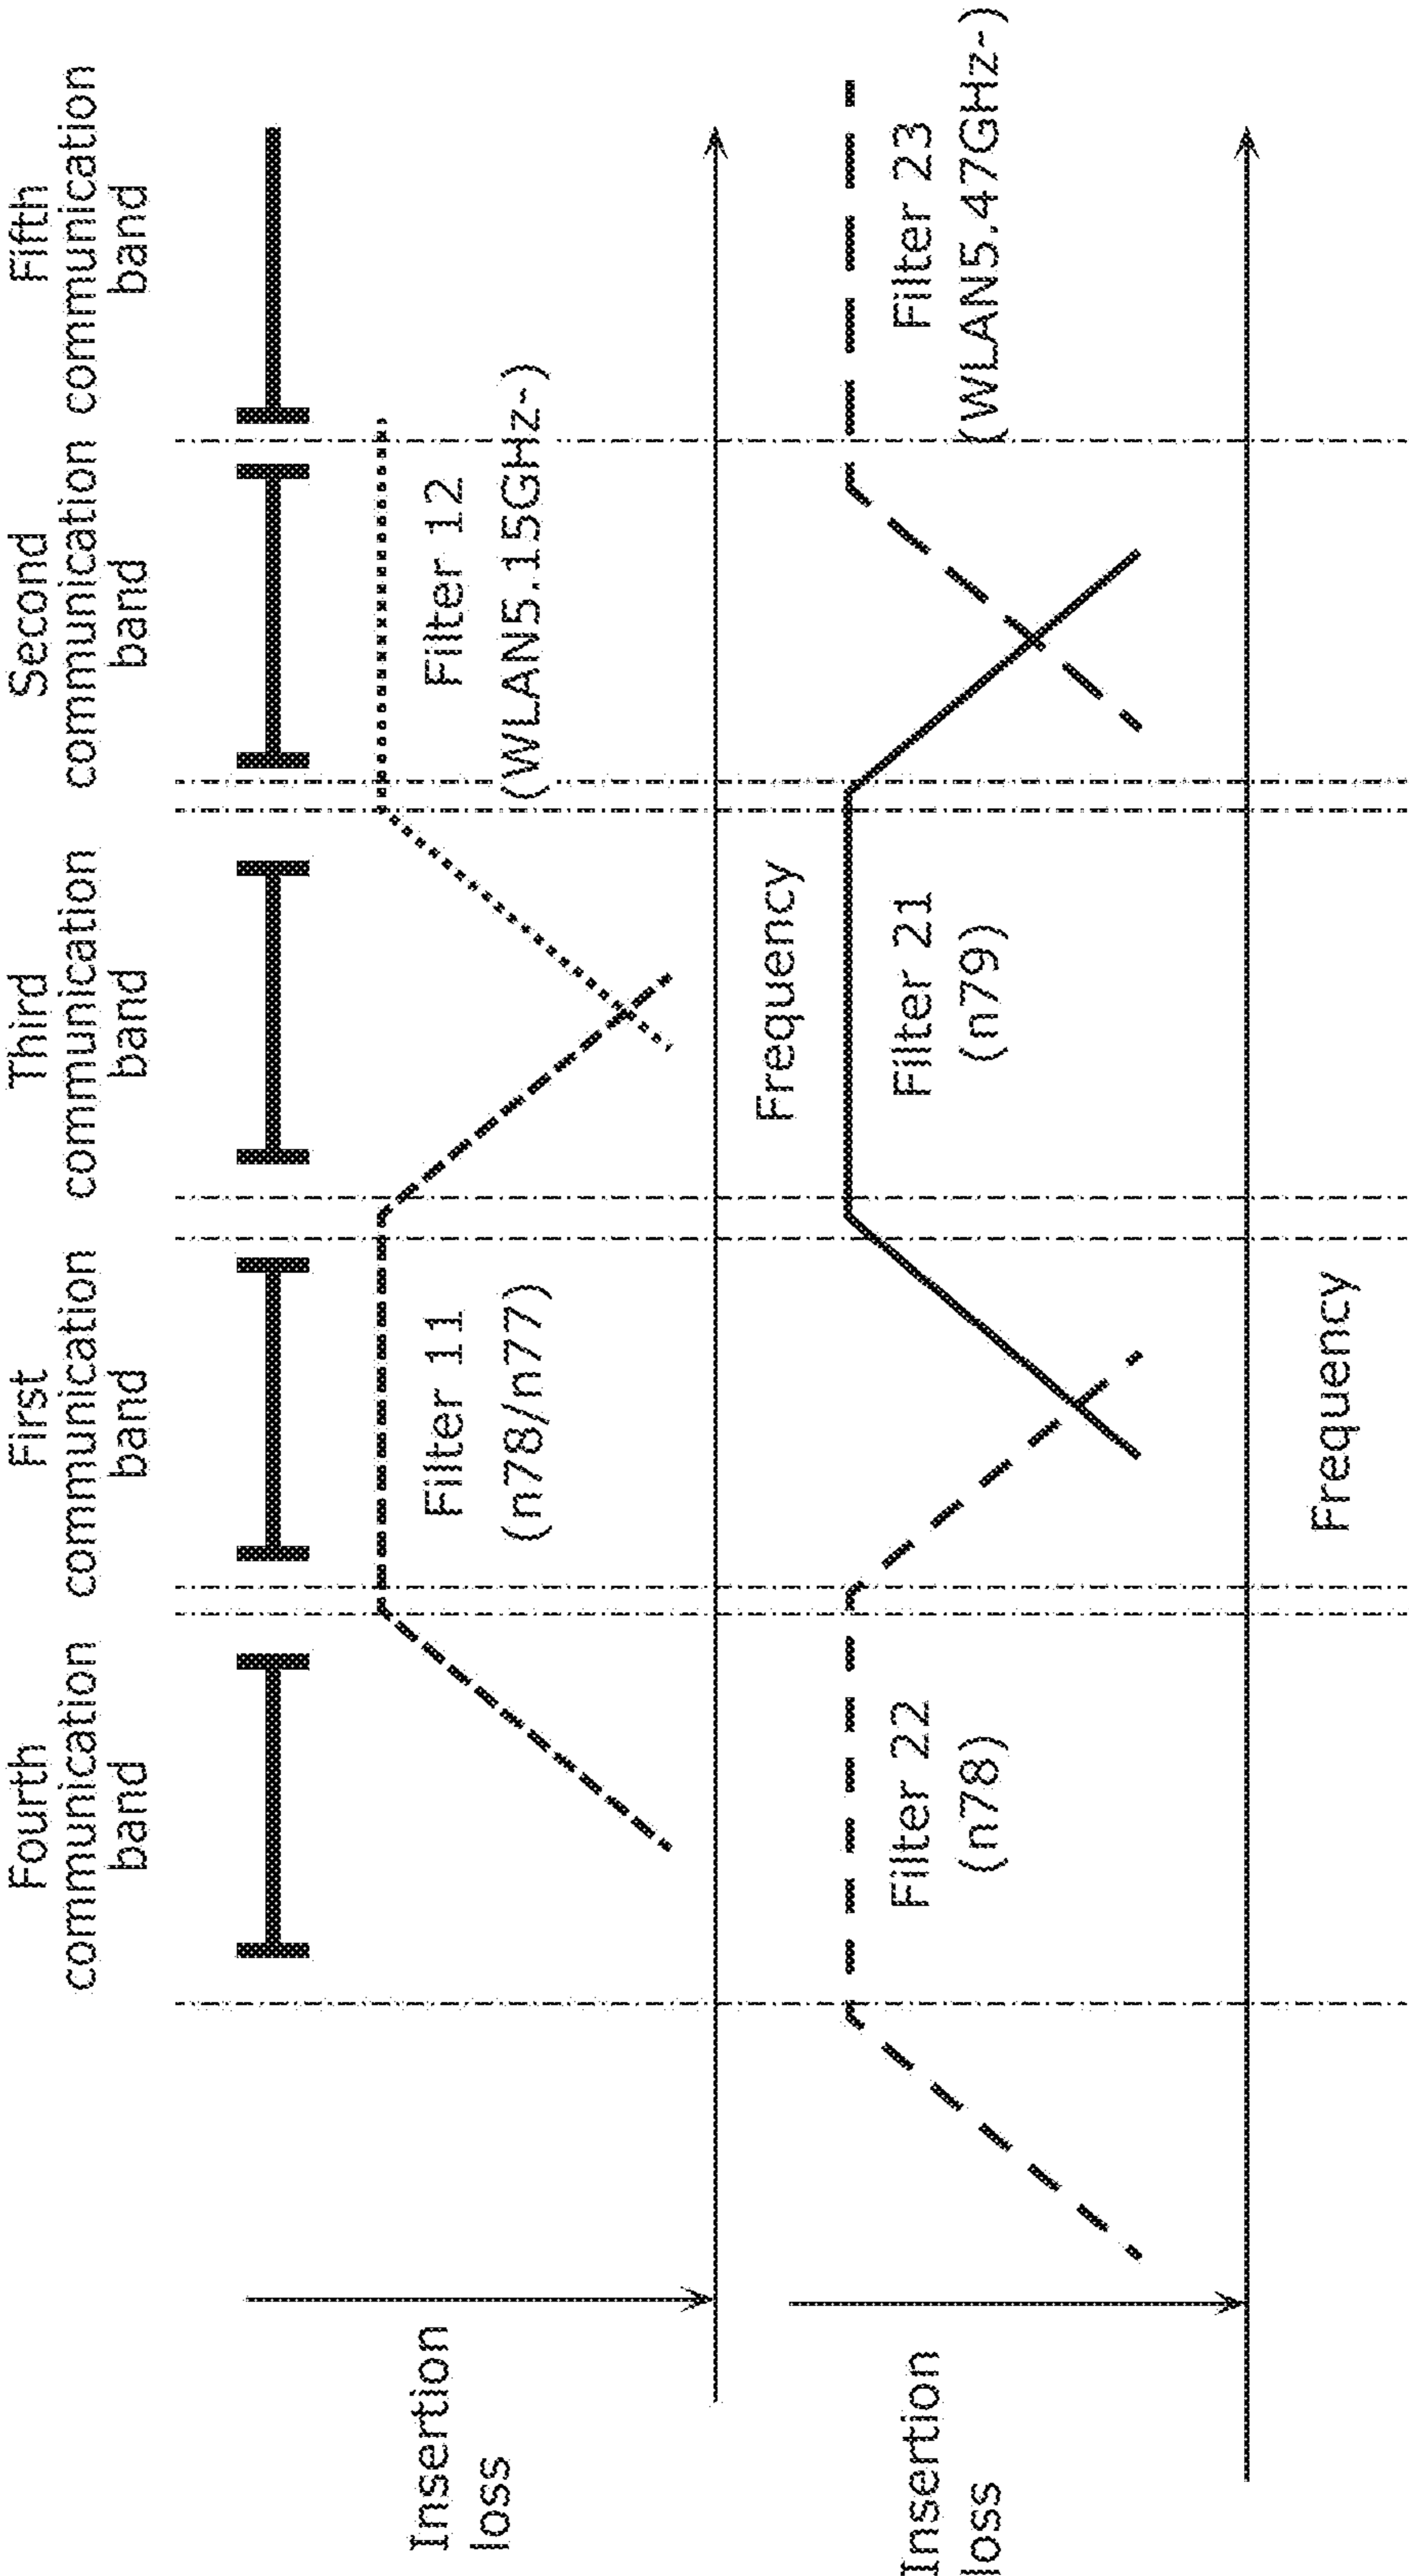 Fourth
communication
band
First
communication
band
Third
communication
band
Second
communication
band
Fifth
communication
band
Insertion
loss
Filter 11
(n78/n77)
Filter 12
(WLAN5.15GHz~)
Frequency
Insertion
loss
Filter 22
(n78)
Filter 21
(n79)
Filter 23
(WLAN5.47GHz~)
Frequency